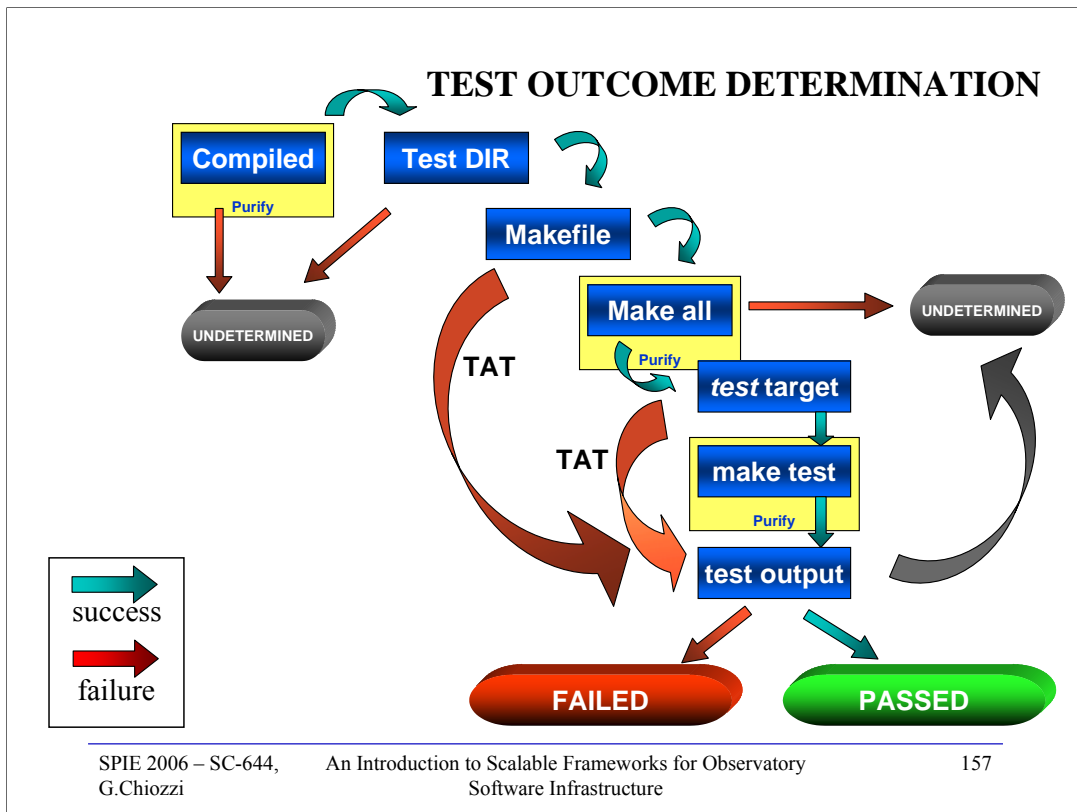 TEST OUTCOME DETERMINATION
Compiled
Purify
Test DIR
Makefile
Make all
Purify
UNDETERMINED
UNDETERMINED
TAT
test target
TAT
make test
Purify
test output
success
failure
FAILED
PASSED
SPIE 2006 – SC-644,
G.Chiozzi
An Introduction to Scalable Frameworks for Observatory
Software Infrastructure
157